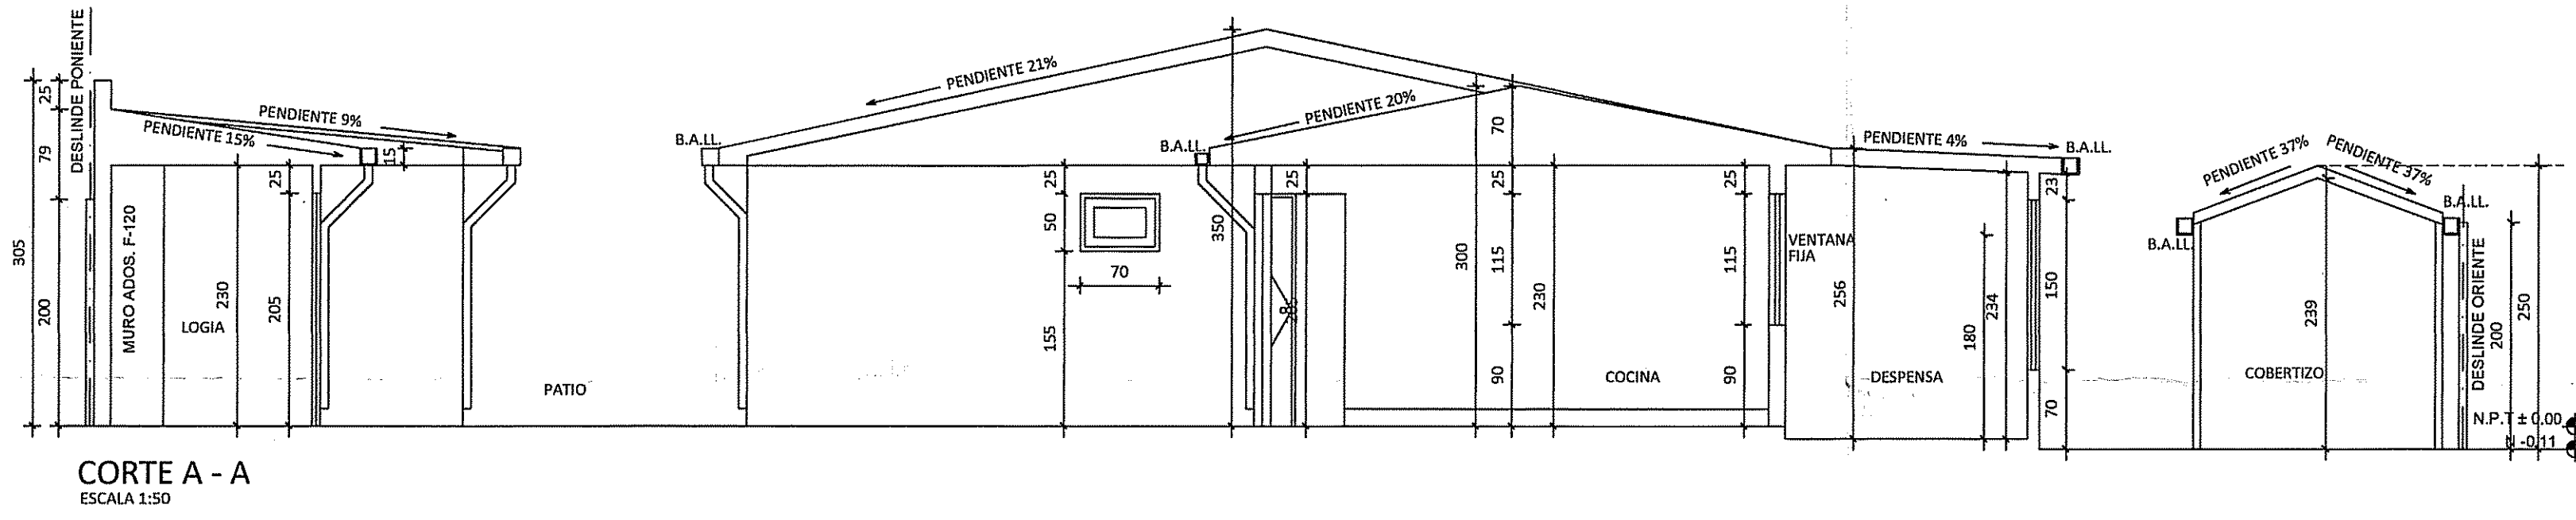 DESLINDE PONIENTE
305
25
79
200
MURO ADOS. F-120
PENDIENTE 9%
PENDIENTE 15%
15
25
230
205
LOGIA
PATIO
B.A.LL.
PENDIENTE 21%
25
50
70
155
B.A.LL.
350
PENDIENTE 20%
25
70
300
25
115
90
230
COCINA
25
115
90
VENTANA
FIJA
256
PENDIENTE 4%
B.A.LL.
DESPENSA
180
234
23
150
70
PENDIENTE 37%
PENDIENTE 37%
B.A.LL.
B.A.LL.
239
COBERTIZO
DESLINDE ORIENTE
200
250
N.P.T ± 0.00
-0.11
CORTE A - A
ESCALA 1:50